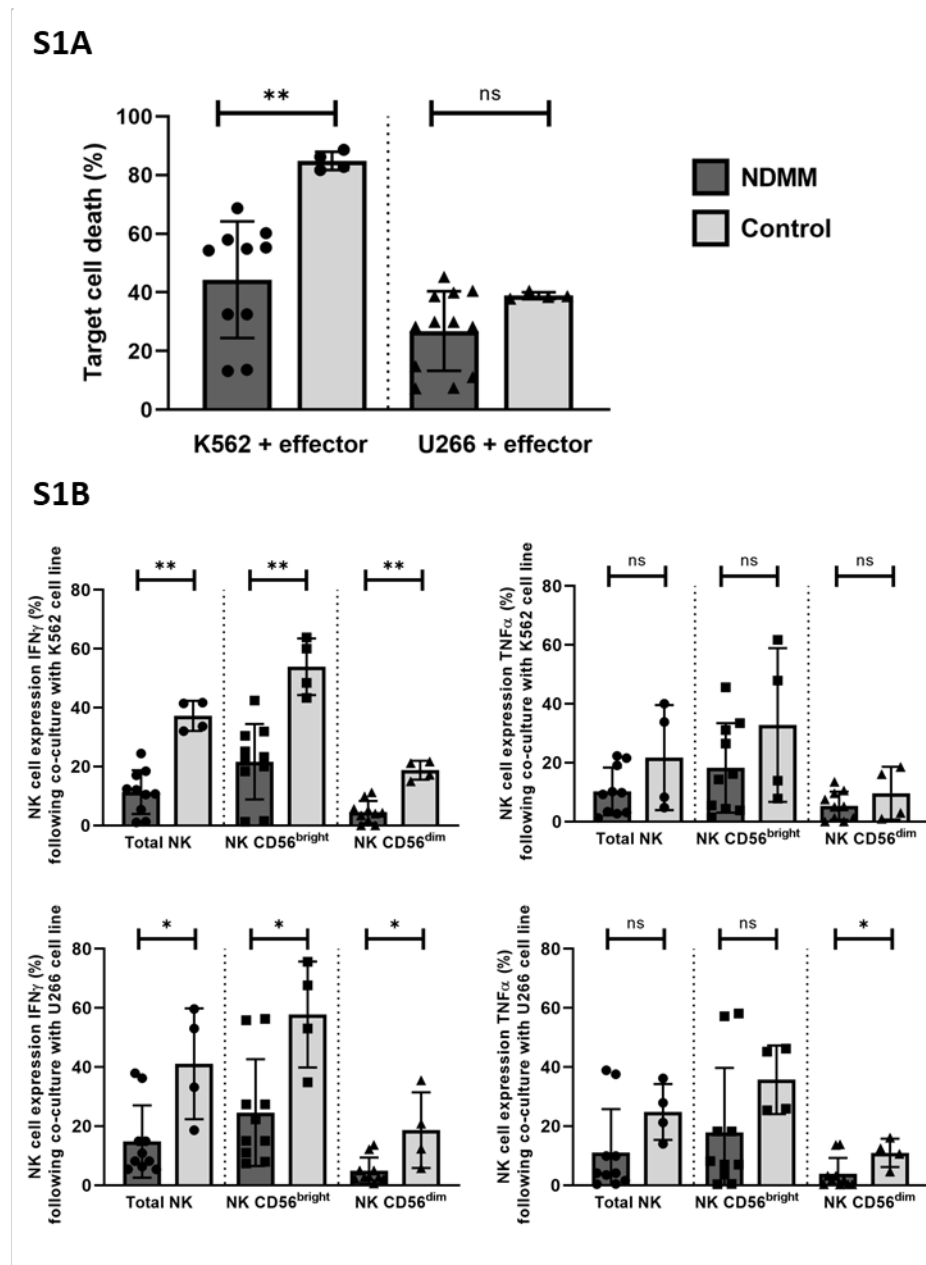 S1A
**
ns
100
80
60
40
20
0
Target cell death (%)
NDMM
Control
K562 + effector
U266 + effector
S1B
NK cell expression IFNγ (%)
following co-culture with K562 cell line
80
60
40
20
0
**
**
**
Total NK
NK CD56bright
NK CD56dim
NK cell expression TNFα (%)
following co-culture with K562 cell line
80
60
40
20
0
ns
ns
ns
Total NK
NK CD56bright
NK CD56dim
NK cell expression IFNγ (%)
following co-culture with U266 cell line
80
60
40
20
0
*
*
*
Total NK
NK CD56bright
NK CD56dim
NK cell expression TNFα (%)
following co-culture with U266 cell line
80
60
40
20
0
ns
ns
*
Total NK
NK CD56bright
NK CD56dim